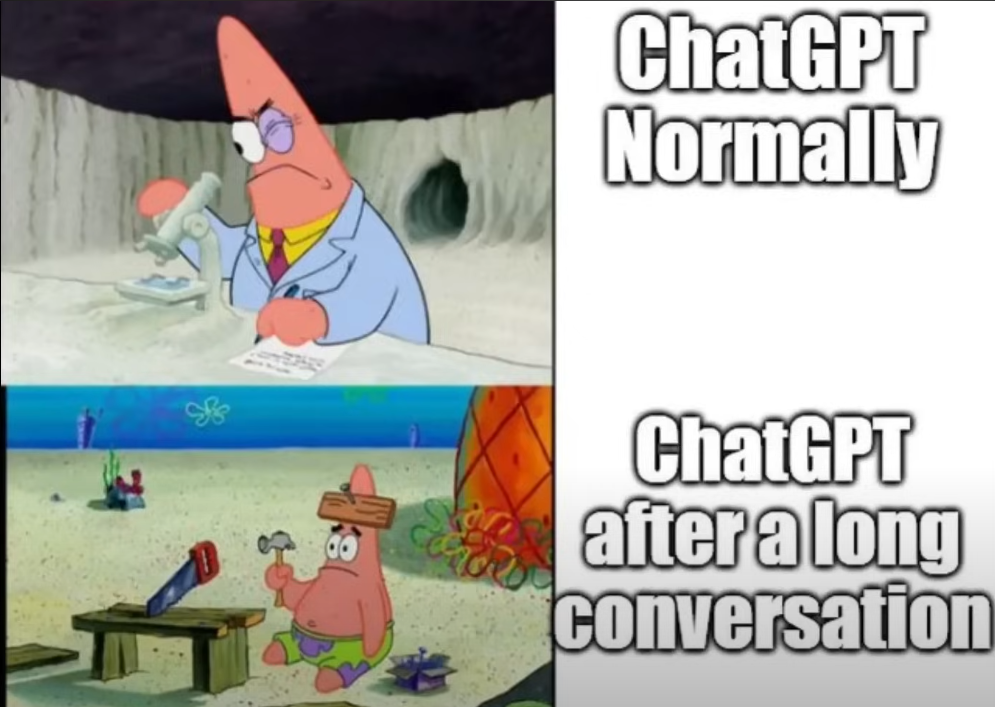 ChatGPT
Normally
ChatGPT
after a long
conversation